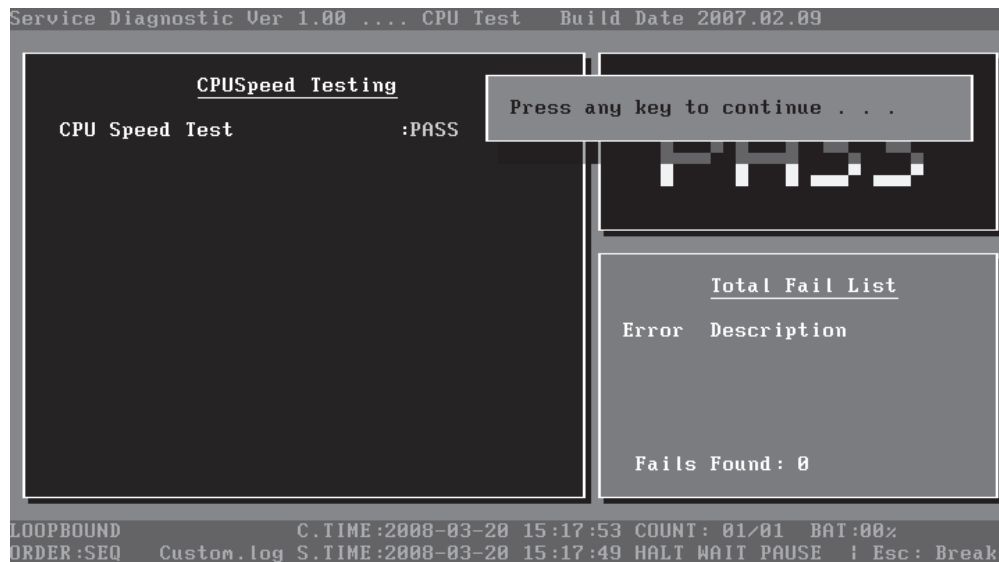 Service Diagnostic Ver 1.00 .... CPU Test Build Date 2007.02.09
CPUSpeed Testing
CPU Speed Test :PASS
Press any key to continue . . .
PASS
Total Fail List
Error Description
Fails Found: 0
LOOPBOUND C.TIME:2008-03-20 15:17:53 COUNT: 01/01 BAT:00%
ORDER:SEQ Custom.log S.TIME:2008-03-20 15:17:49 HALT WAIT PAUSE ¦ Esc: Break